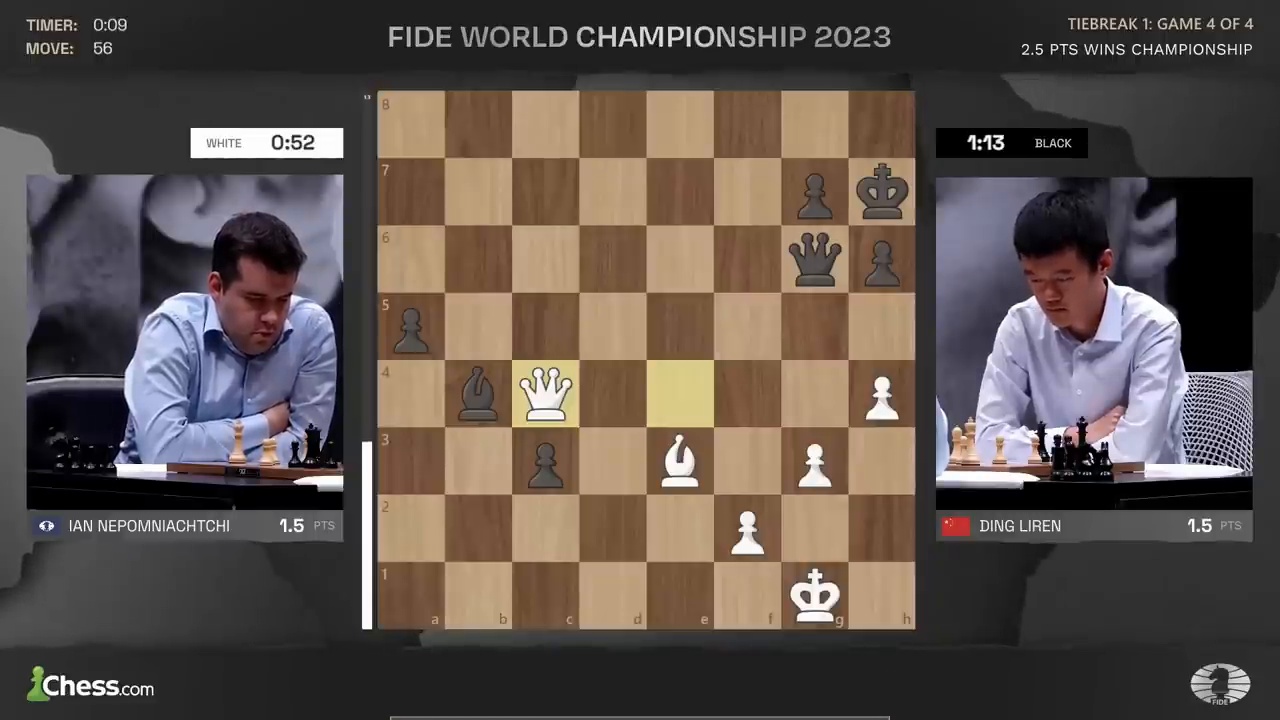 TIMER: 0:09
MOVE: 56
FIDE WORLD CHAMPIONSHIP 2023
TIEBREAK 1: GAME 4 OF 4
2.5 PTS WINS CHAMPIONSHIP
WHITE 0:52
1:13 BLACK
8
7
6
5
4
3
2
1
a b c d e f g h
IAN NEPOMNIACHTCHI 1.5 PTS
DING LIREN 1.5 PTS
Chess.com
FIDE